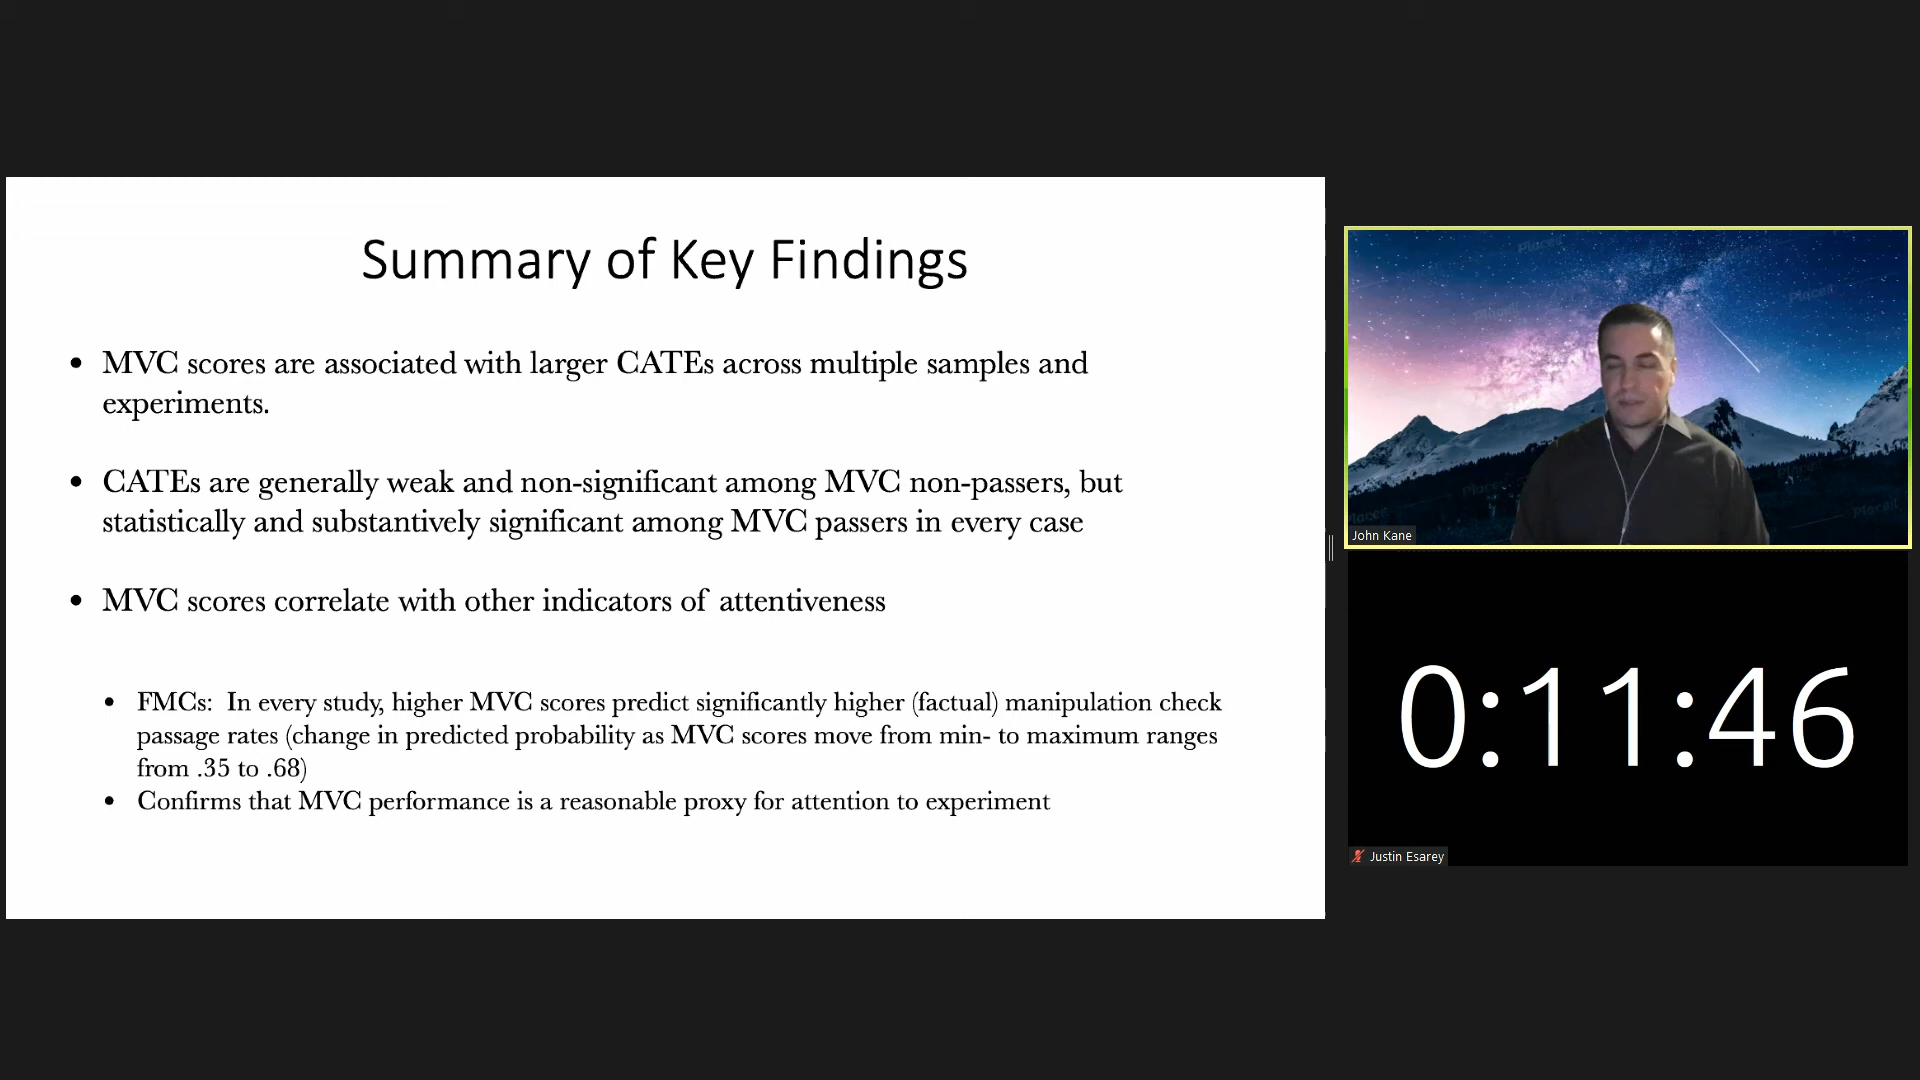 Summary of Key Findings
• MVC scores are associated with larger CATEs across multiple samples and
experiments.
• CATEs are generally weak and non-significant among MVC non-passers, but
statistically and substantively significant among MVC passers in every case
• MVC scores correlate with other indicators of attentiveness
• FMCs: In every study, higher MVC scores predict significantly higher (factual) manipulation check
passage rates (change in predicted probability as MVC scores move from min- to maximum ranges
from .35 to .68)
• Confirms that MVC performance is a reasonable proxy for attention to experiment
Placeit
Placeit
John Kane
0:11:46
Justin Esarey